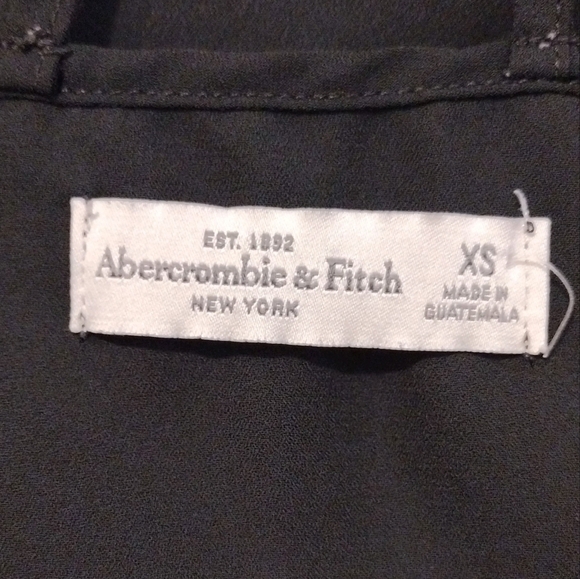 EST. 1892
Abercrombie & Fitch
NEW YORK
XS
MADE IN
GUATEMALA